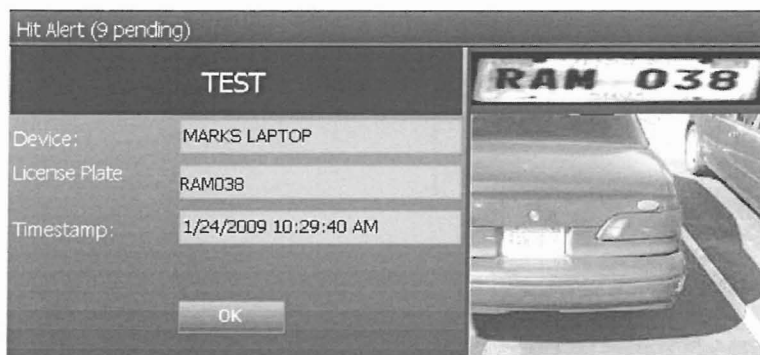 Hit Alert (9 pending)
TEST
Device: MARKS LAPTOP
License Plate RAM038
Timestamp: 1/24/2009 10:29:40 AM
OK
RAM 038